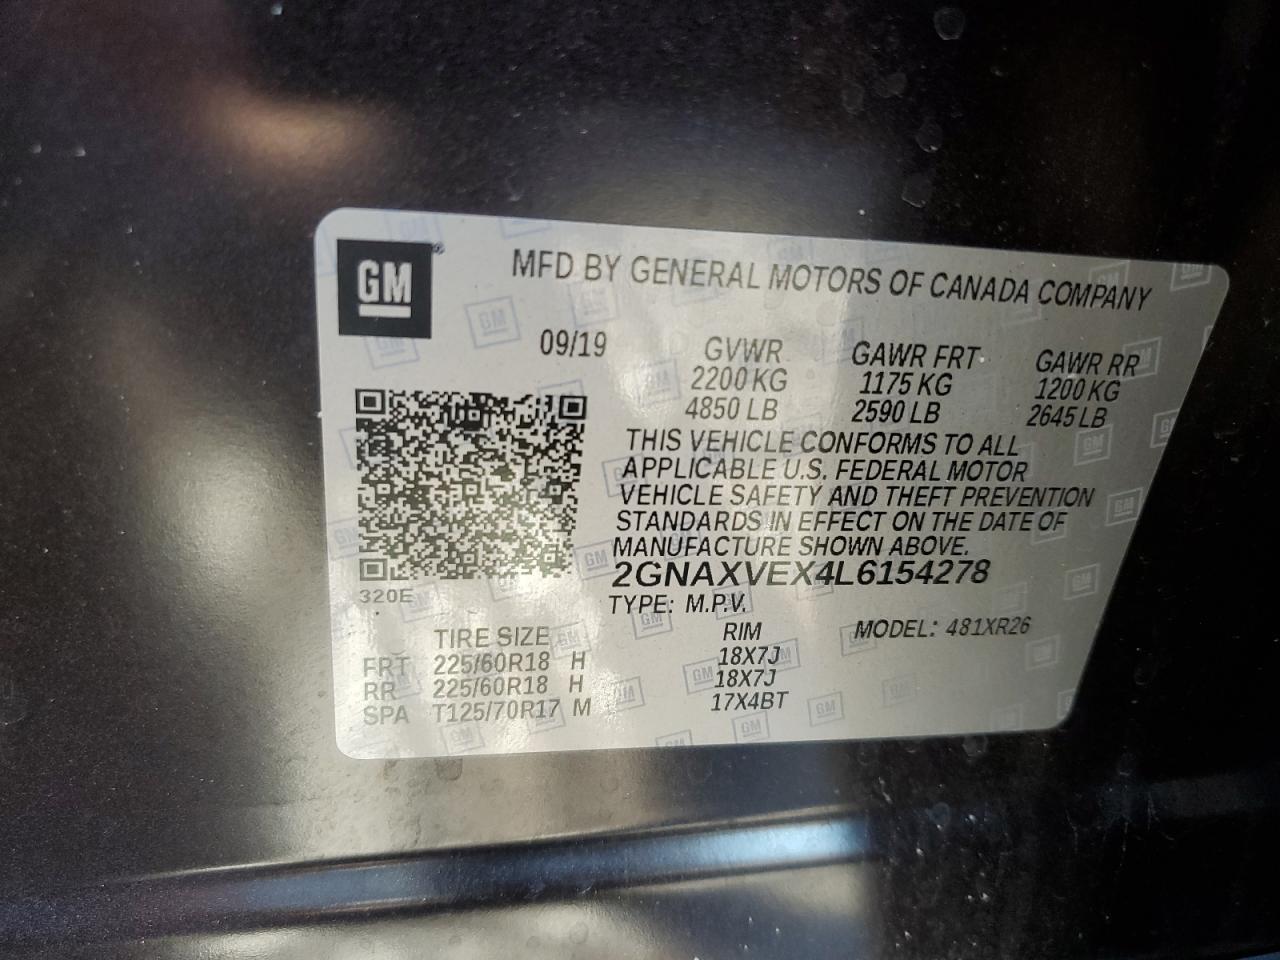 GM
MFD BY GENERAL MOTORS OF CANADA COMPANY
09/19 GVWR GAWR FRT GAWR RR
2200 KG 1175 KG 1200 KG
4850 LB 2590 LB 2645 LB
THIS VEHICLE CONFORMS TO ALL
APPLICABLE U.S. FEDERAL MOTOR
VEHICLE SAFETY AND THEFT PREVENTION
STANDARDS IN EFFECT ON THE DATE OF
MANUFACTURE SHOWN ABOVE.
2GNAXVEX4L6154278
320E
TYPE: M.P.V. MODEL: 481XR26
TIRE SIZE RIM
FRT 225/60R18 H 18X7J
RR 225/60R18 H 18X7J
SPA T125/70R17 M 17X4BT